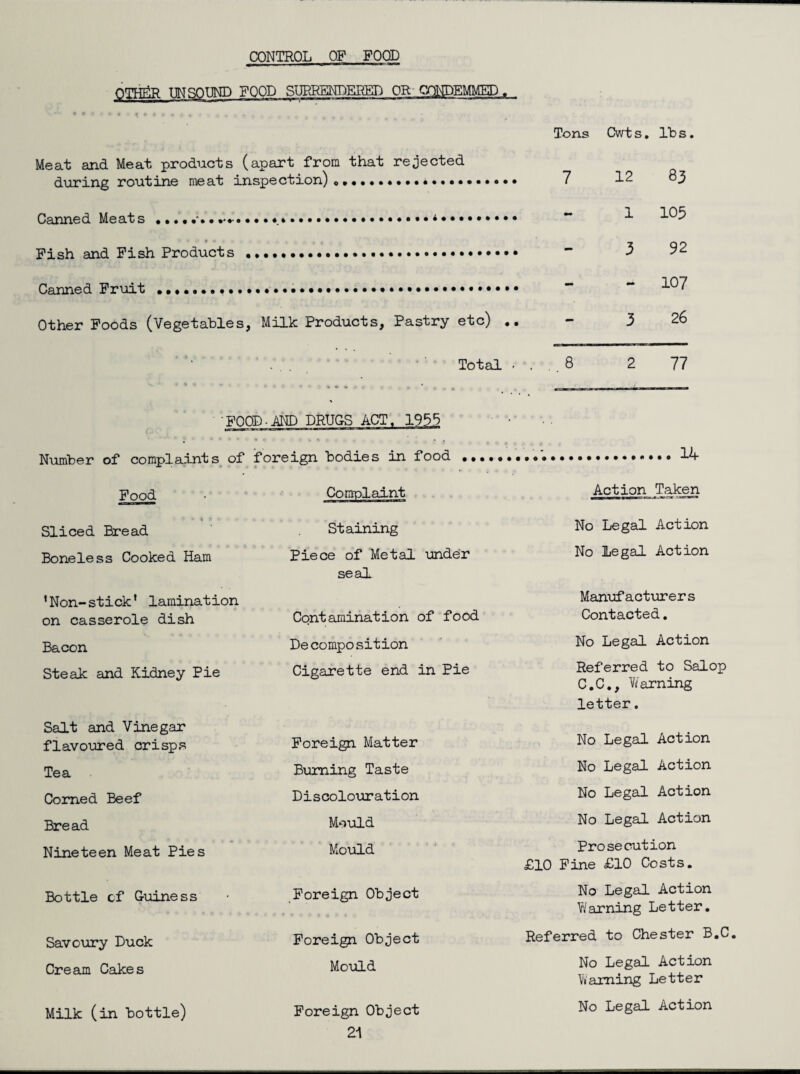 CONTROL OF FOOD
OTHER UNSOUND FOOD SURRENDERED OR CONDEMMED.
Tons Cwts. lbs.
Meat and Meat products (apart from that rejected
during routine meat inspection) .................... 7 12 83
Canned Meats .................... - 1 105
Fish and Fish Products .................... - 3 92
Canned Fruit .................... - - 107
Other Foods (Vegetables, Milk Products, Pastry etc) .. - 3 26
Total 8 2 77
FOOD AND DRUGS ACT, 1955
Number of complaints of foreign bodies in food .................... 14
Food Complaint Action Taken
Sliced Bread Staining No Legal Action
Boneless Cooked Ham Piece of Metal under No Legal Action
seal
'Non-stick' lamination Manufacturers
on casserole dish Contamination of food Contacted.
Bacon Decomposition No Legal Action
Steak and Kidney Pie Cigarette end in Pie Referred to Salop
C.C., Warning
letter.
Salt and Vinegar
flavoured crisps Foreign Matter No Legal Action
Tea Burning Taste No Legal Action
Corned Beef Discolouration No Legal Action
Bread Mould No Legal Action
Nineteen Meat Pies Mould Prosecution
£10 Fine £10 Costs.
Bottle of Guiness Foreign Object No Legal Action
Warning Letter.
Savoury Duck Foreign Object Referred to Chester B.C.
Cream Cakes Mould No Legal Action
Warning Letter
Milk (in bottle) Foreign Object No Legal Action
21